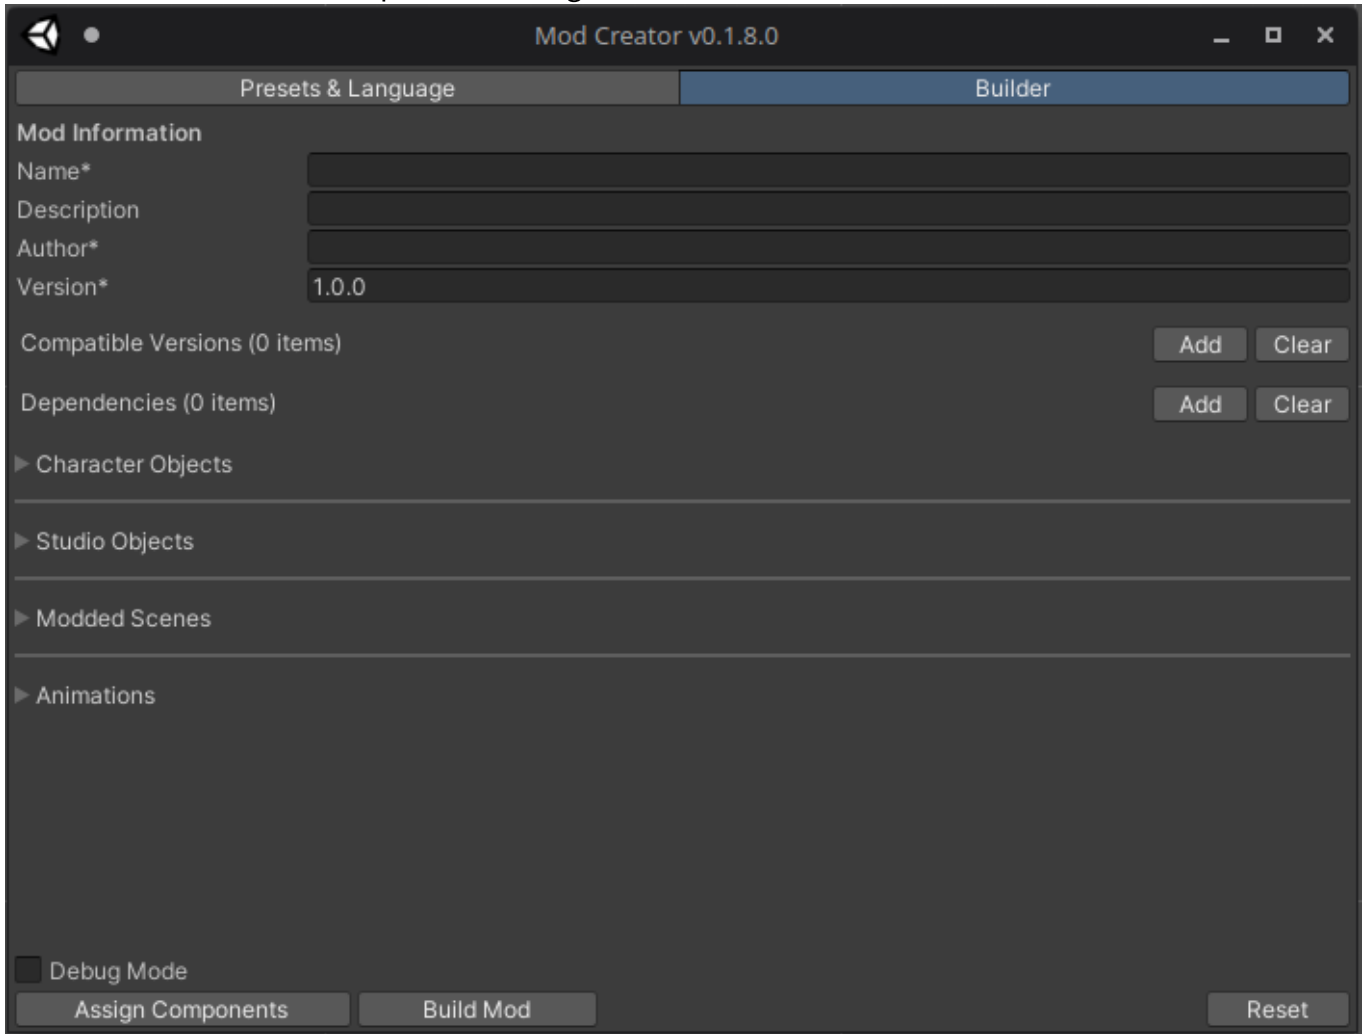 Mod Creator v0.1.8.0
Presets & Language Builder
Mod Information
Name*
Description
Author*
Version* 1.0.0
Compatible Versions (0 items) Add Clear
Dependencies (0 items) Add Clear
Character Objects
Studio Objects
Modded Scenes
Animations
Debug Mode
Assign Components Build Mod Reset